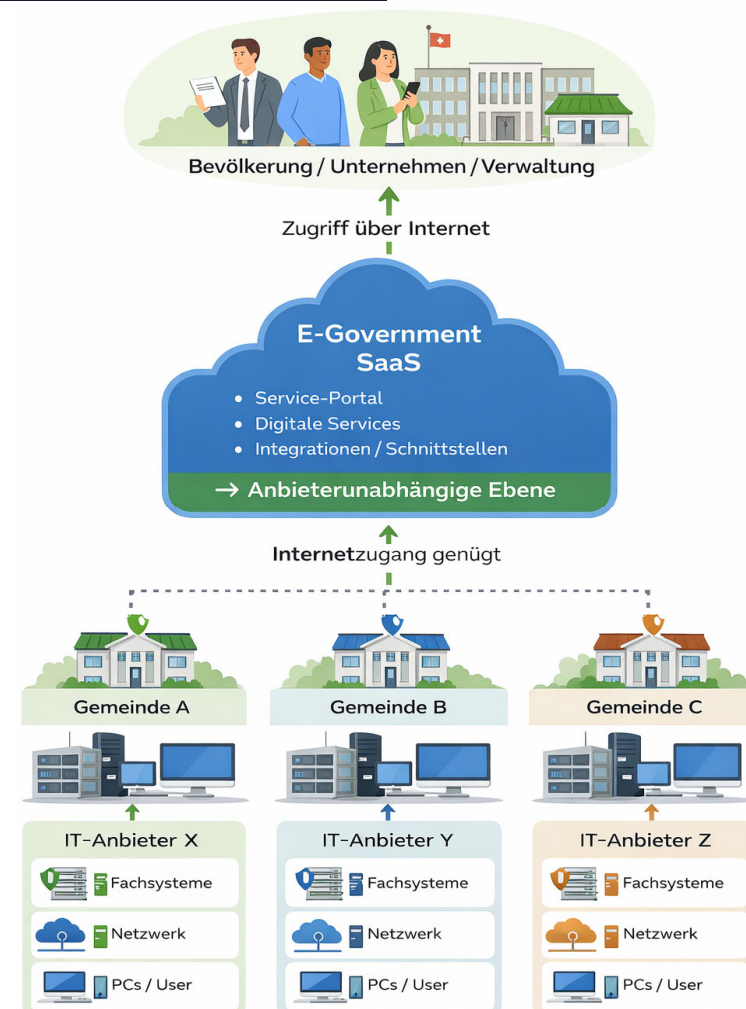 Bevölkerung / Unternehmen / Verwaltung
Zugriff über Internet
E-Government
SaaS
• Service-Portal
• Digitale Services
• Integrationen / Schnittstellen
→ Anbieterunabhängige Ebene
Internetzugang genügt
Gemeinde A
Gemeinde B
Gemeinde C
IT-Anbieter X
Fachsysteme
Netzwerk
PCs / User
IT-Anbieter Y
Fachsysteme
Netzwerk
PCs / User
IT-Anbieter Z
Fachsysteme
Netzwerk
PCs / User